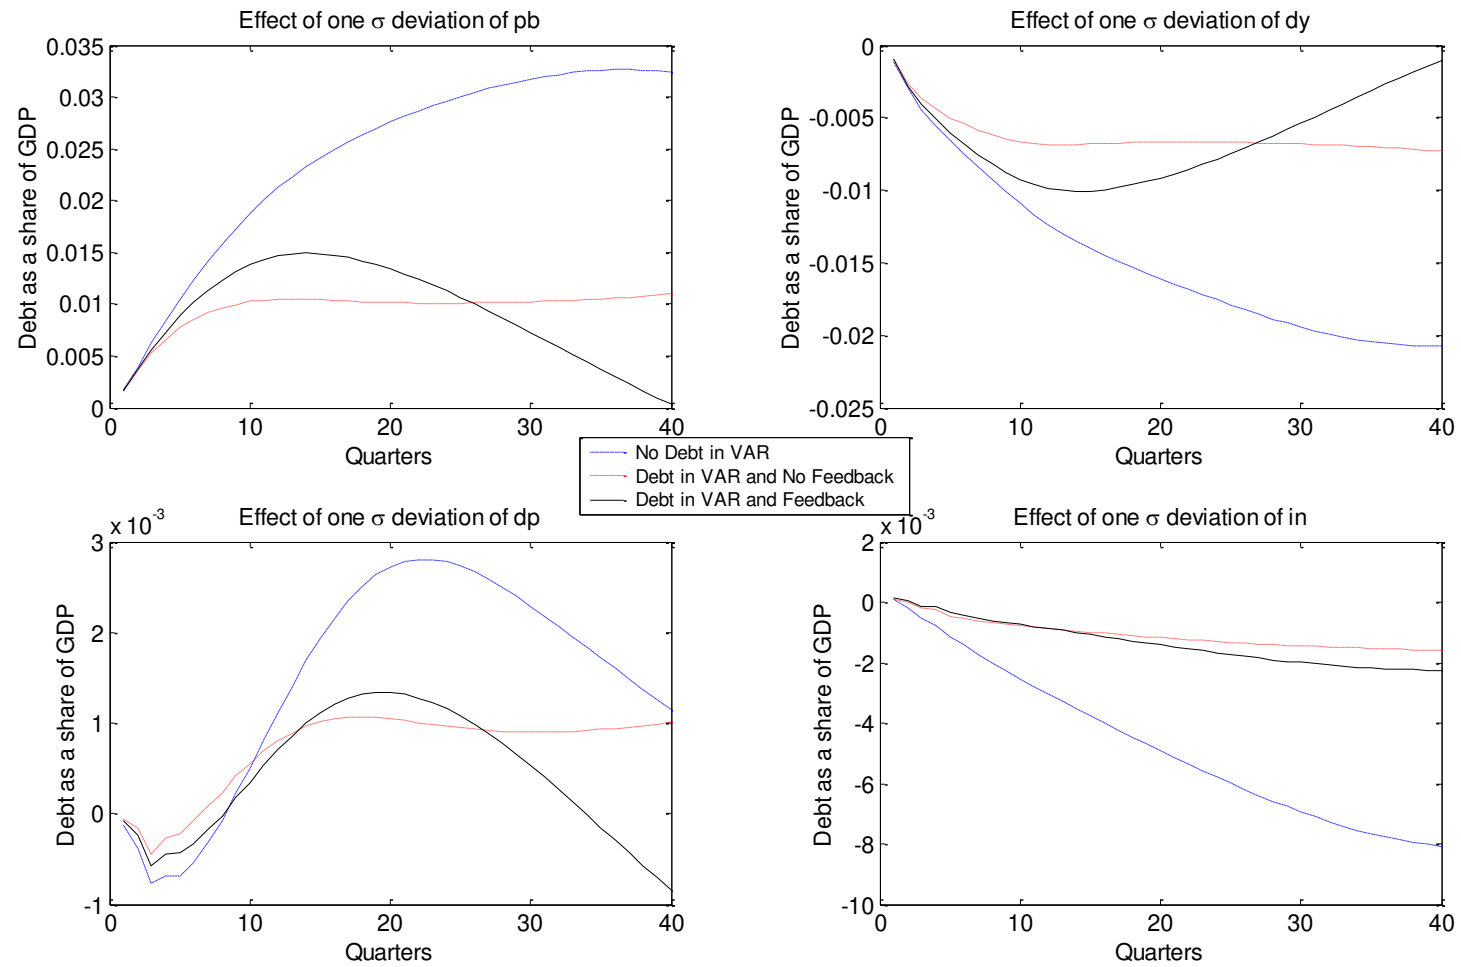 Effect of one σ deviation of pb
0.035
0.03
0.025
0.02
0.015
0.01
0.005
0
Debt as a share of GDP
0 10 20 30 40
Quarters
Effect of one σ deviation of dy
0
-0.005
-0.01
-0.015
-0.02
-0.025
Debt as a share of GDP
0 10 20 30 40
Quarters
No Debt in VAR
Debt in VAR and No Feedback
Debt in VAR and Feedback
x 10-3
Effect of one σ deviation of dp
3
2
1
0
-1
Debt as a share of GDP
0 10 20 30 40
Quarters
x 10-3
Effect of one σ deviation of in
2
0
-2
-4
-6
-8
-10
Debt as a share of GDP
0 10 20 30 40
Quarters